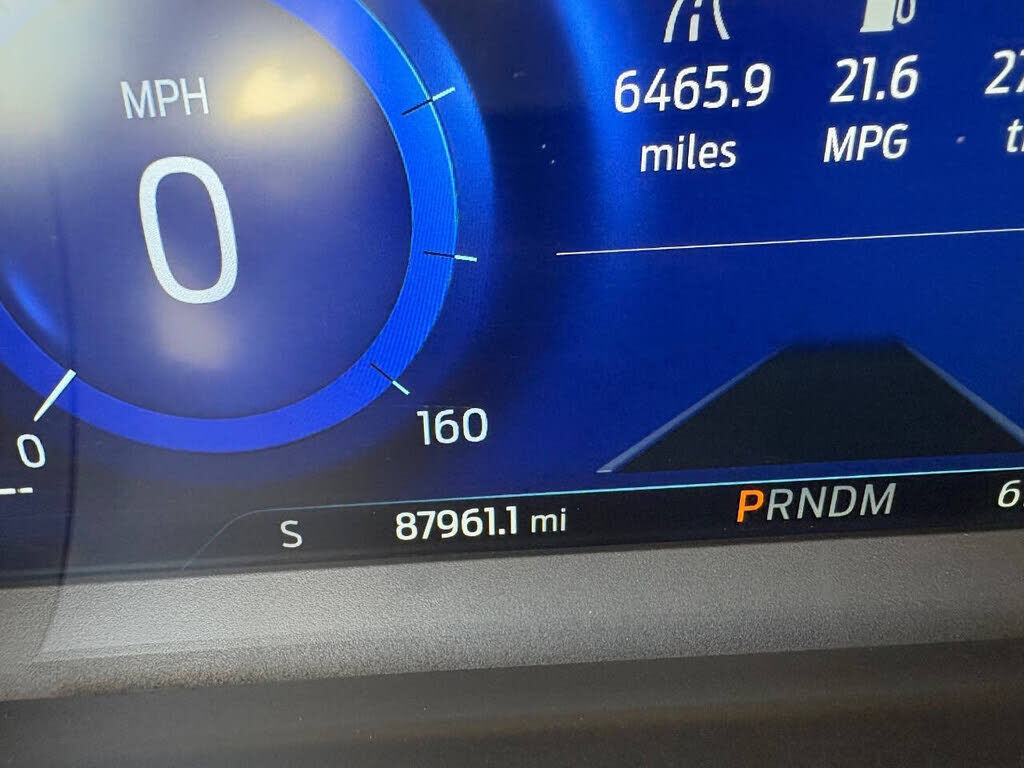 MPH
0
6465.9
miles
21.6
MPG
0
160
S
87961.1 mi
PRNDM